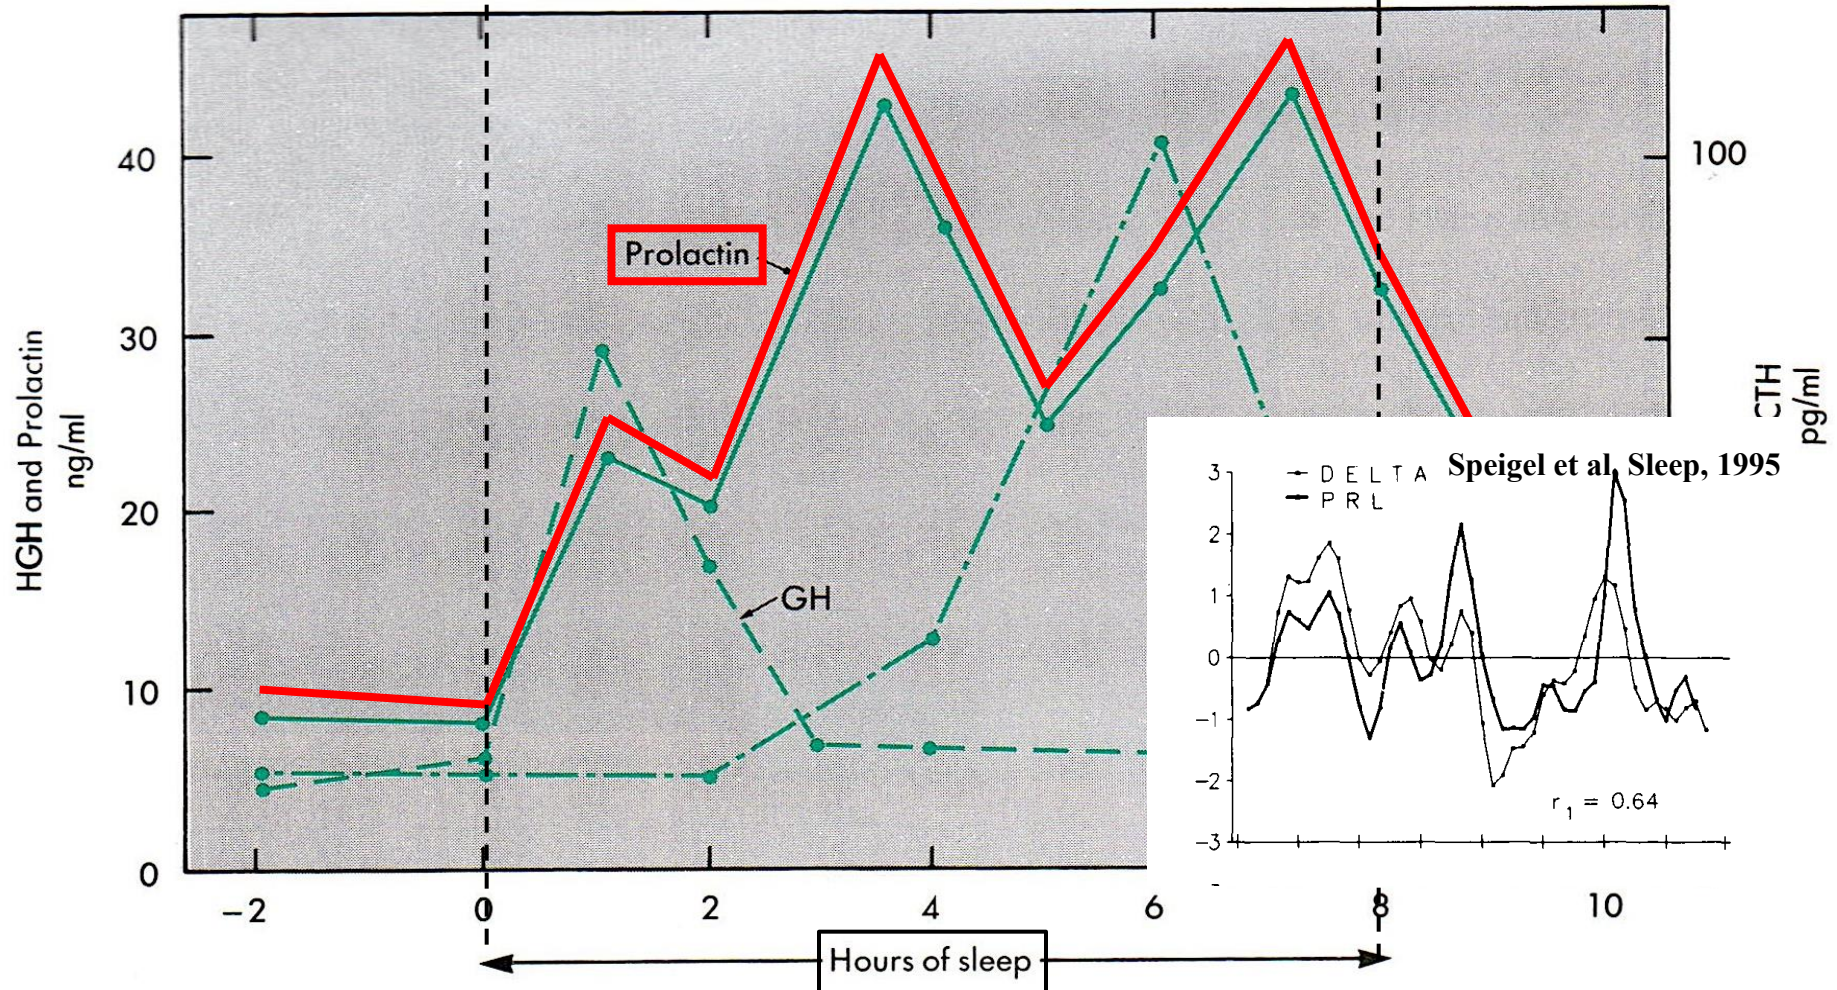 HGH and Prolactin
ng/ml
40
30
20
10
0
Prolactin
GH
100
CTH
pg/ml
Speigel et al, Sleep, 1995
DELTA
PRL
3
2
1
0
−1
−2
−3
r1 = 0.64
−2 0 2 4 6 8 10
Hours of sleep